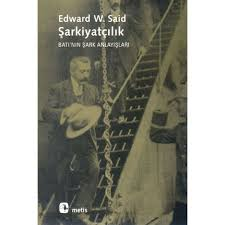 Edward W. Said
Şarkiyatçılık
BATI'NIN ŞARK ANLAYIŞLARI
metis